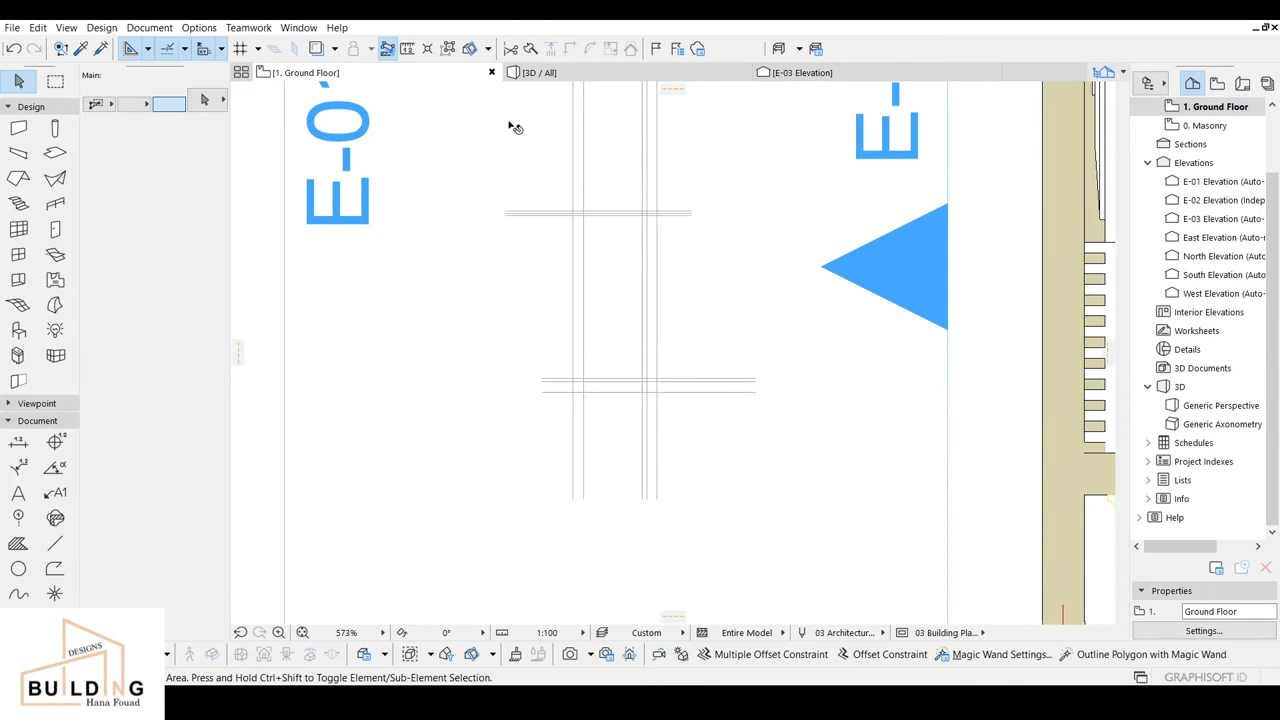 File Edit View Design Document Options Teamwork Window Help
[1. Ground Floor]
[3D / All]
[E-03 Elevation]
Main:
Design
Viewpoint
Document
E-0
E-
1. Ground Floor
0. Masonry
Sections
Elevations
E-01 Elevation (Auto-
E-02 Elevation (Indep
E-03 Elevation (Auto-
East Elevation (Auto-
North Elevation (Auto-
South Elevation (Auto-
West Elevation (Auto-
Interior Elevations
Worksheets
Details
3D Documents
3D
Generic Perspective
Generic Axonometry
Schedules
Project Indexes
Lists
Info
Help
Properties
1. Ground Floor
Settings...
573% 0° 1:100 Custom Entire Model 03 Architectur... 03 Building Pla...
Multiple Offset Constraint Offset Constraint Magic Wand Settings... Outline Polygon with Magic Wand
Area. Press and Hold Ctrl+Shift to Toggle Element/Sub-Element Selection.
GRAPHISOFT ID
DESIGNS
BUILDING
Hana Fouad